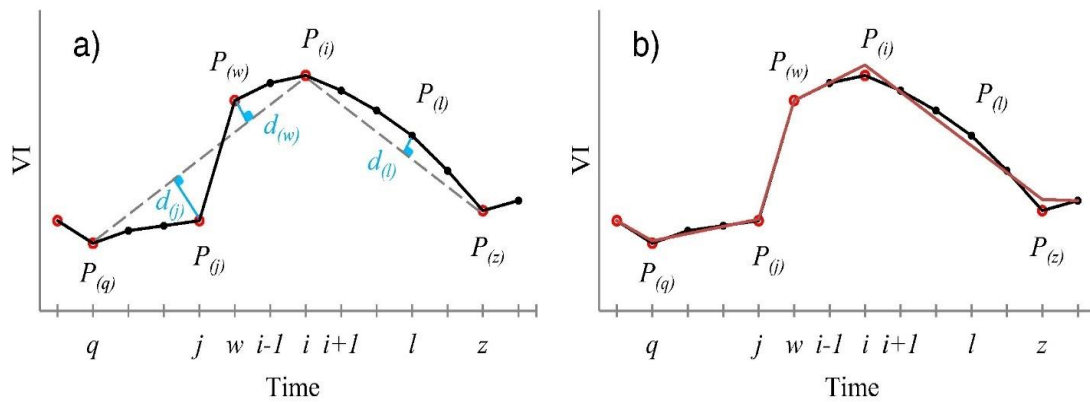 a)
P(i)
P(w)
P(l)
d(w)
d(l)
d(j)
VI
P(q)
P(j)
P(z)
q j w i-1 i i+1 l z
Time
b)
P(i)
P(w)
P(l)
VI
P(q)
P(j)
P(z)
q j w i-1 i i+1 l z
Time